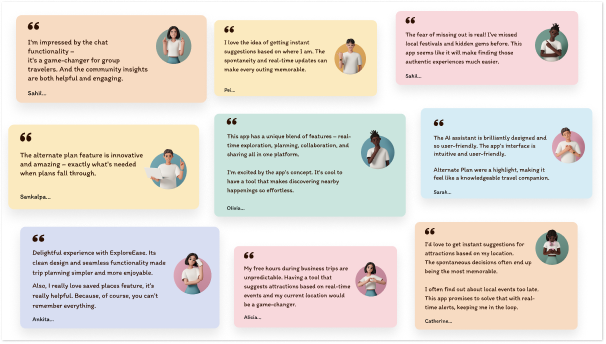 I'm impressed by the chat
functionality –
it's a game-changer for group
travelers. And the community insights
are both helpful and engaging.
Sahil...
I love the idea of getting instant
suggestions based on where I am. The
spontaneity and real-time updates can
make every outing memorable.
Pei...
The fear of missing out is real! I've missed
local festivals and hidden gems before. This
app seems like it will make finding those
authentic experiences much easier.
Sahil...
The alternate plan feature is innovative
and amazing – exactly what's needed
when plans fall through.
Sankalpa...
This app has a unique blend of features – real-
time exploration, planning, collaboration, and
sharing all in one platform.
I'm excited by the app's concept. It's cool to
have a tool that makes discovering nearby
happenings so effortless.
Olivia...
The AI assistant is brilliantly designed and
so user-friendly. The app's interface is
intuitive and user-friendly.
Alternate Plan were a highlight, making it
feel like a knowledgeable travel companion.
Sarah...
Delightful experience with ExploreEase. Its
clean design and seamless functionality made
trip planning simpler and more enjoyable.
Also, I really love saved places feature, it's
really helpful. Because, of course, you can't
remember everything.
Ankita...
My free hours during business trips are
unpredictable. Having a tool that
suggests attractions based on real-time
events and my current location would
be a game-changer.
Alicia...
I'd love to get instant suggestions for
attractions based on my location.
The spontaneous decisions often end up
being the most memorable.
I often find out about local events too late.
This app promises to solve that with real-
time alerts, keeping me in the loop.
Catherine...